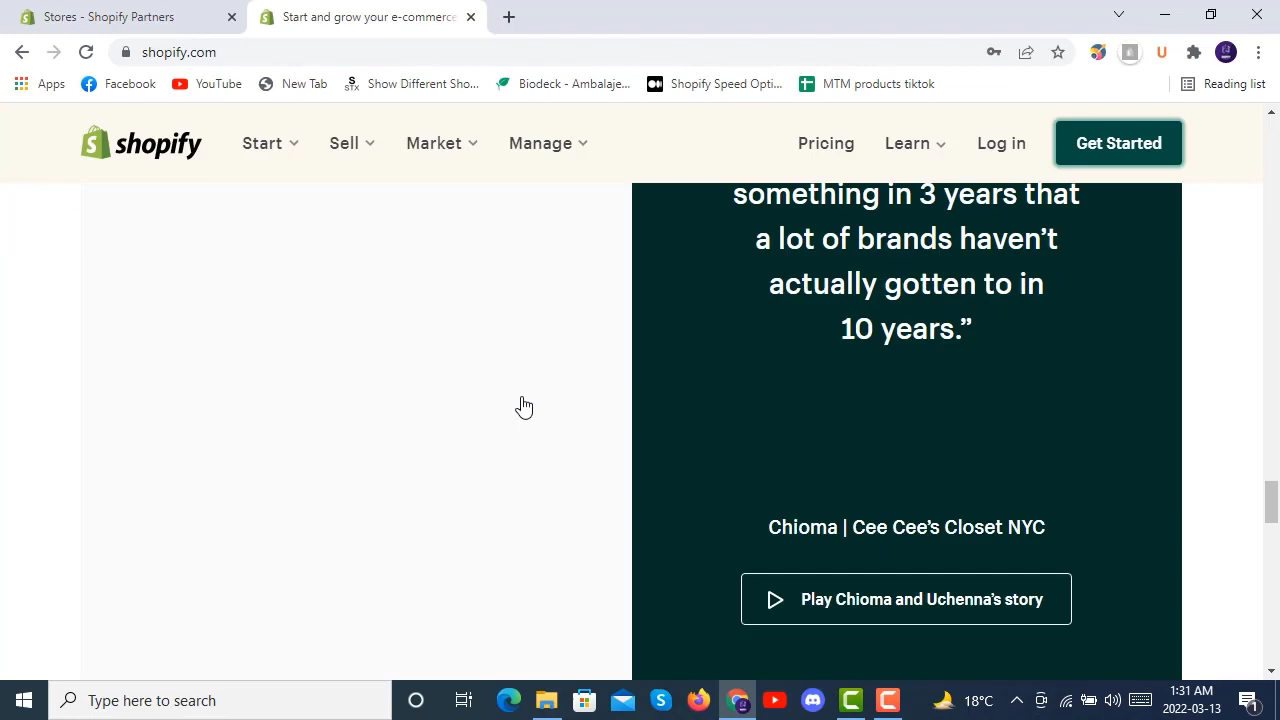 Stores - Shopify Partners
Start and grow your e-commerce
shopify.com
Apps
Facebook
YouTube
New Tab
STX
Show Different Sho...
Biodeck - Ambalaje...
Shopify Speed Opti...
MTM products tiktok
Reading list
shopify
Start
Sell
Market
Manage
Pricing
Learn
Log in
Get Started
something in 3 years that
a lot of brands haven’t
actually gotten to in
10 years.”
Chioma | Cee Cee’s Closet NYC
Play Chioma and Uchenna’s story
Type here to search
18°C
1:31 AM
2022-03-13
1